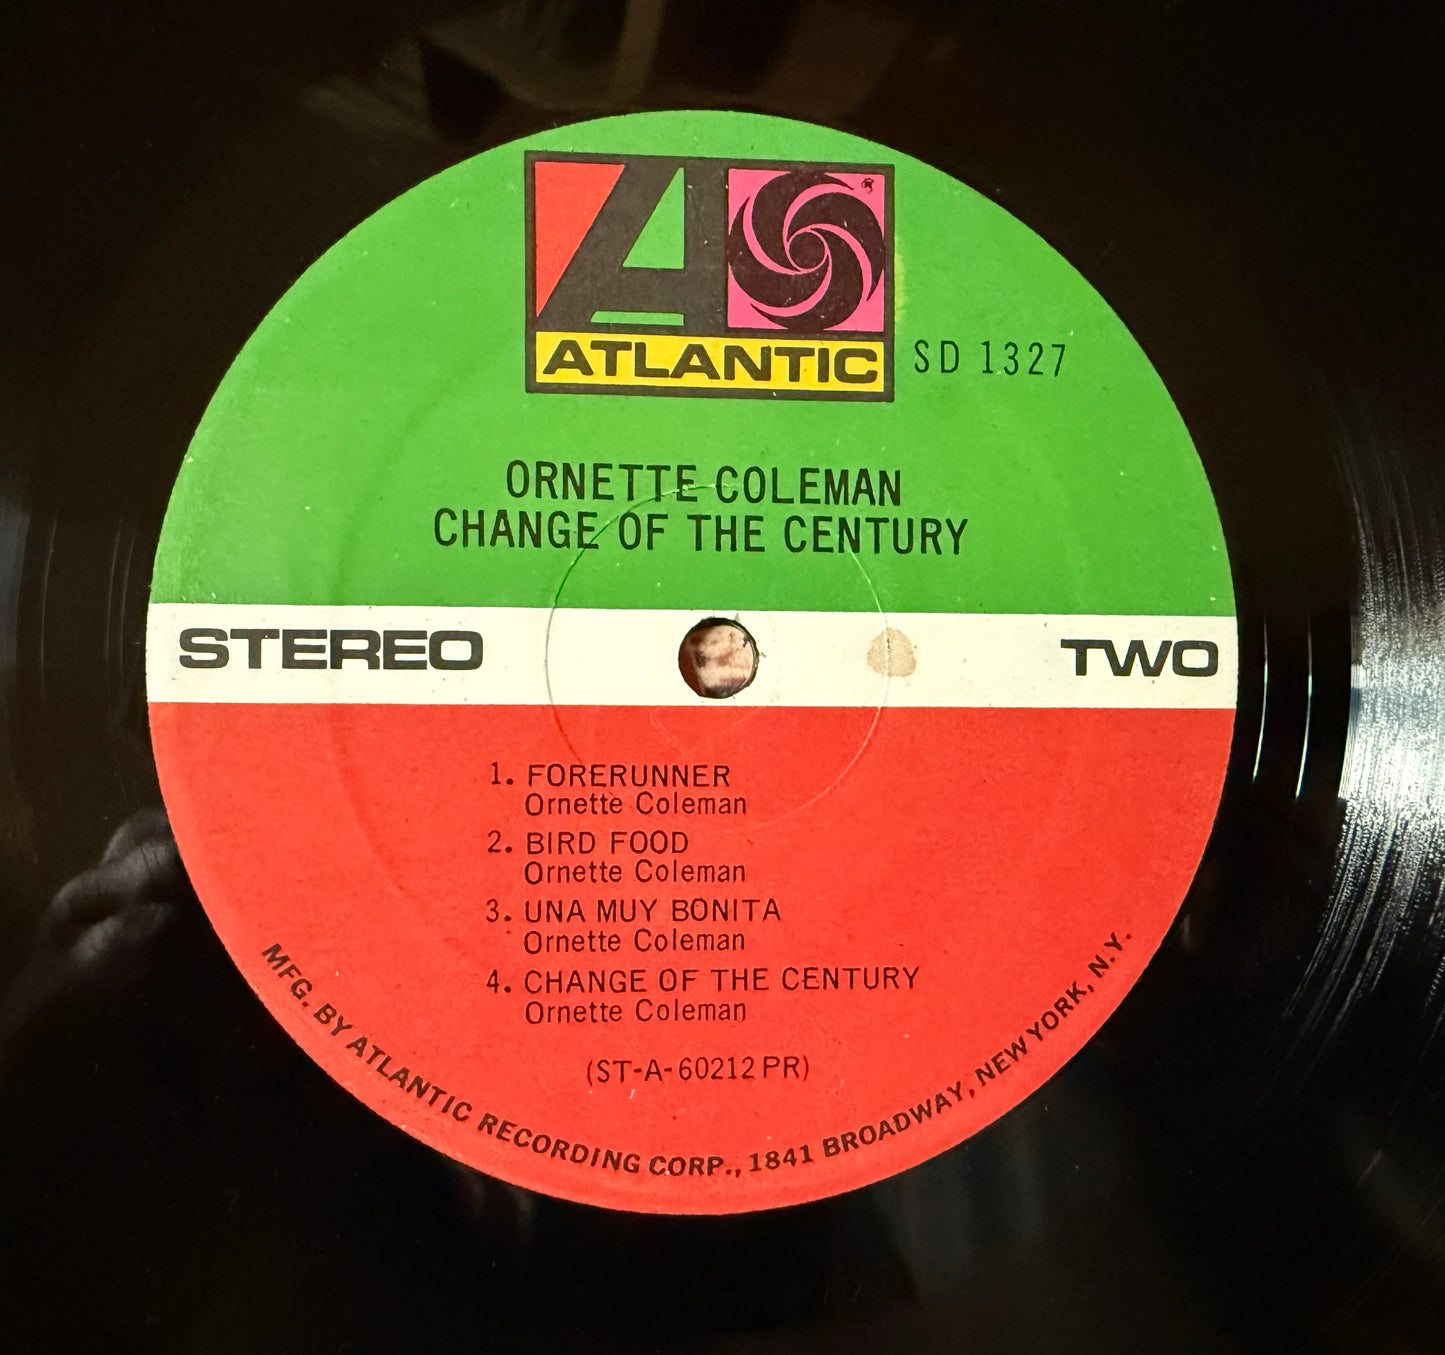 ATLANTIC
®
SD 1327
ORNETTE COLEMAN
CHANGE OF THE CENTURY
STEREO
TWO
1. FORERUNNER
Ornette Coleman
2. BIRD FOOD
Ornette Coleman
3. UNA MUY BONITA
Ornette Coleman
4. CHANGE OF THE CENTURY
Ornette Coleman
(ST-A-60212 PR)
MFG. BY ATLANTIC RECORDING CORP., 1841 BROADWAY, NEW YORK, N.Y.